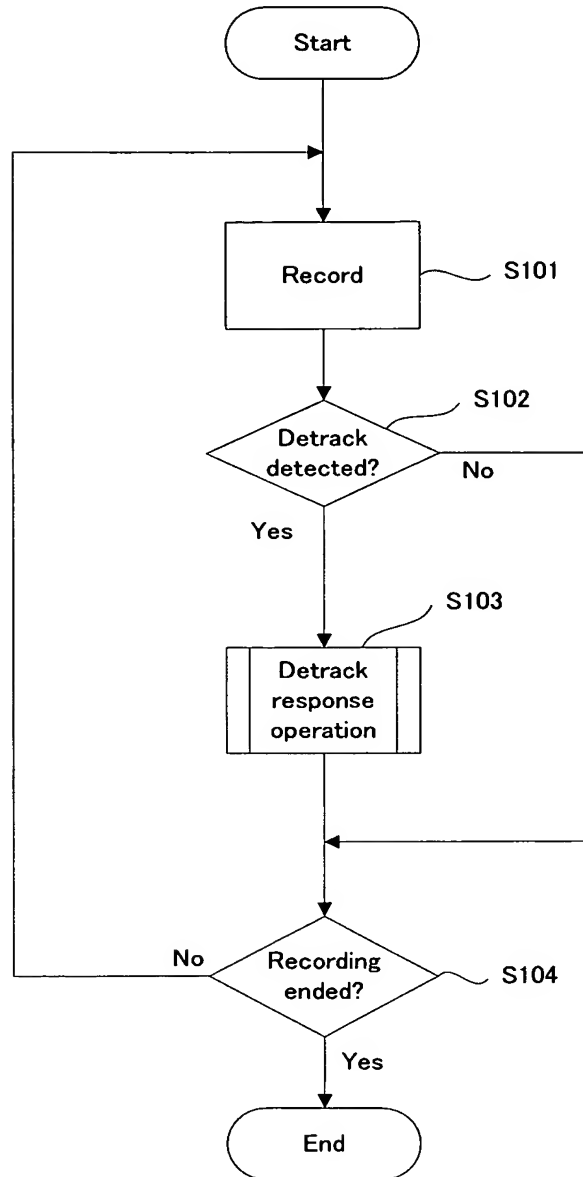 Start
Record
S101
S102
Detrack
detected?
No
Yes
S103
Detrack
response
operation
No
Recording
ended?
S104
Yes
End